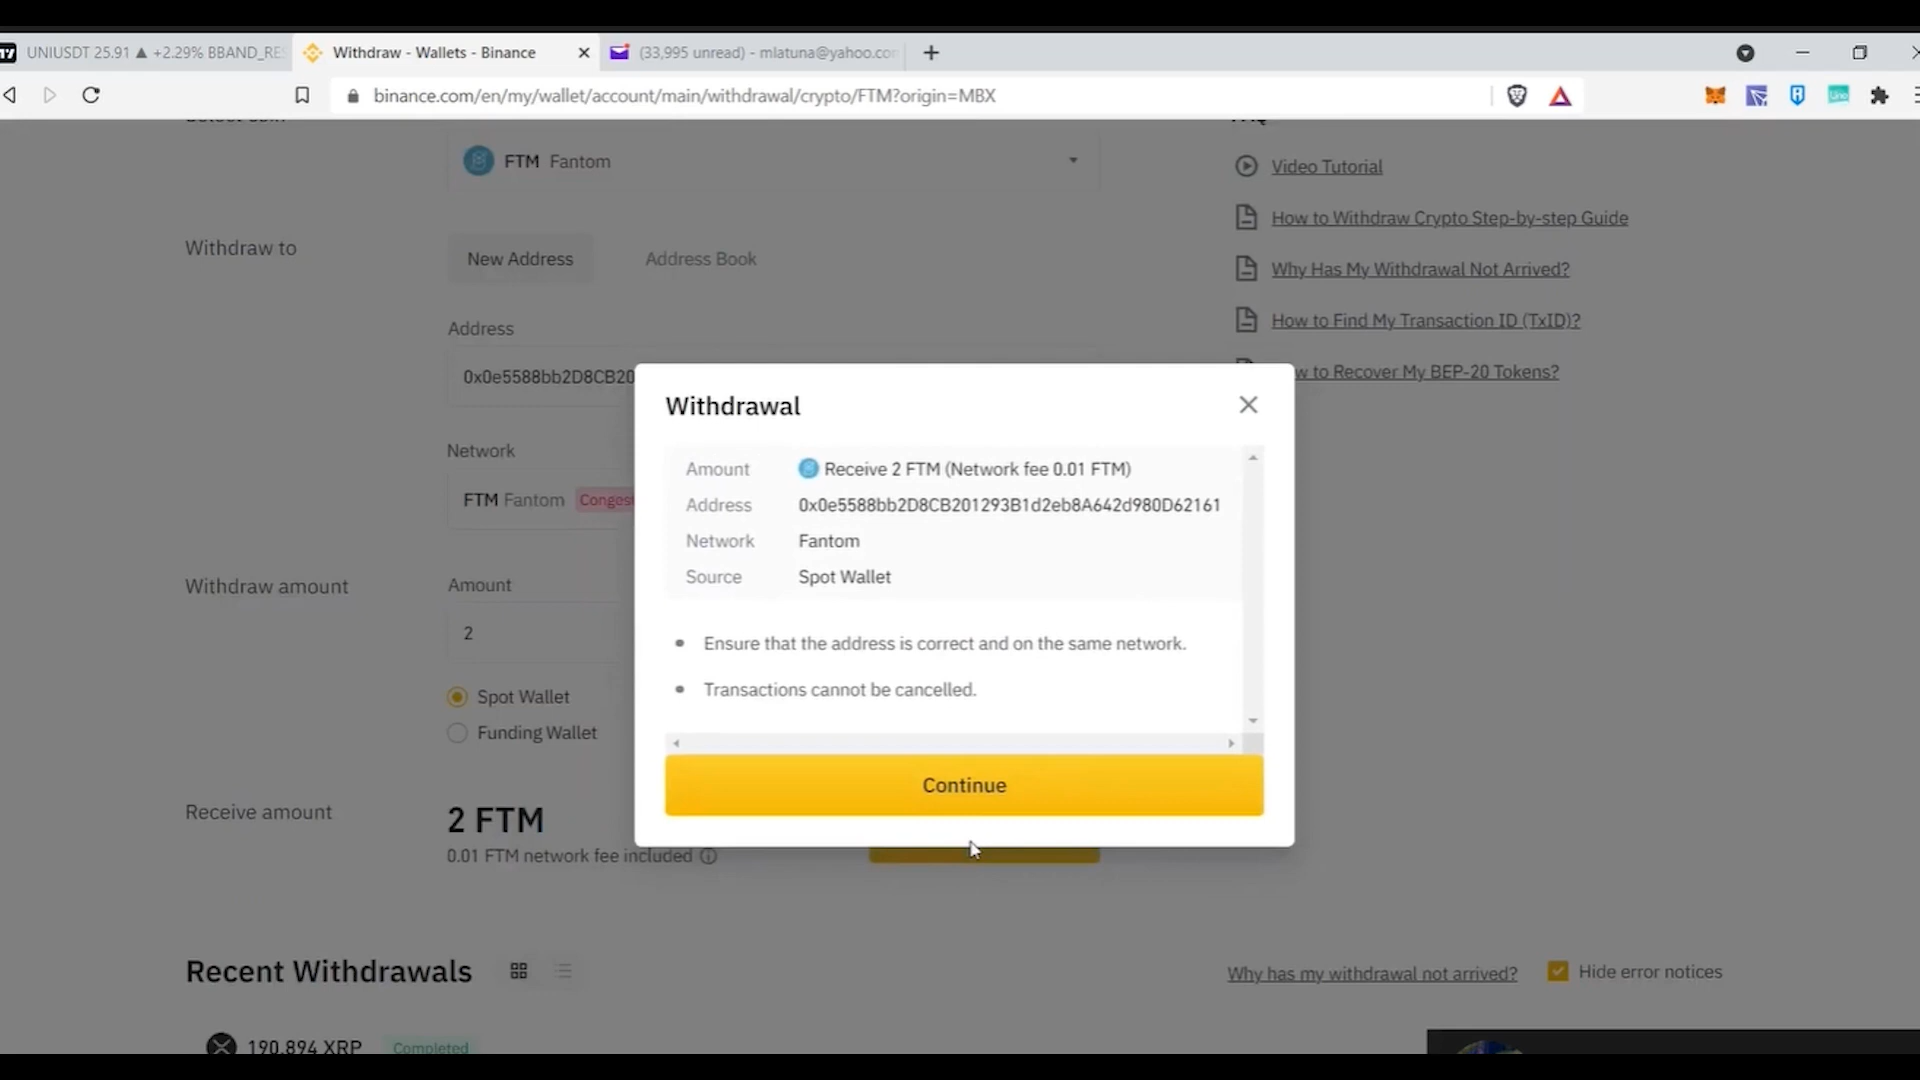 UNIUSDT 25.91 ▲ +2.29% BBAND_RES
Withdraw - Wallets - Binance
(33,995 unread) - mlatuna@yahoo.con
binance.com/en/my/wallet/account/main/withdrawal/crypto/FTM?origin=MBX
FTM Fantom
Video Tutorial
How to Withdraw Crypto Step-by-step Guide
Withdraw to
New Address
Address Book
Why Has My Withdrawal Not Arrived?
Address
How to Find My Transaction ID (TxID)?
0x0e5588bb2D8CB20
w to Recover My BEP-20 Tokens?
Withdrawal
Network
FTM Fantom Conges
Amount Receive 2 FTM (Network fee 0.01 FTM)
Address 0x0e5588bb2D8CB201293B1d2eb8A642d980D62161
Network Fantom
Source Spot Wallet
Withdraw amount
Amount
2
• Ensure that the address is correct and on the same network.
• Transactions cannot be cancelled.
Spot Wallet
Funding Wallet
Continue
Receive amount
2 FTM
0.01 FTM network fee included
Recent Withdrawals
Why has my withdrawal not arrived?
Hide error notices
190.894 XRP
Completed